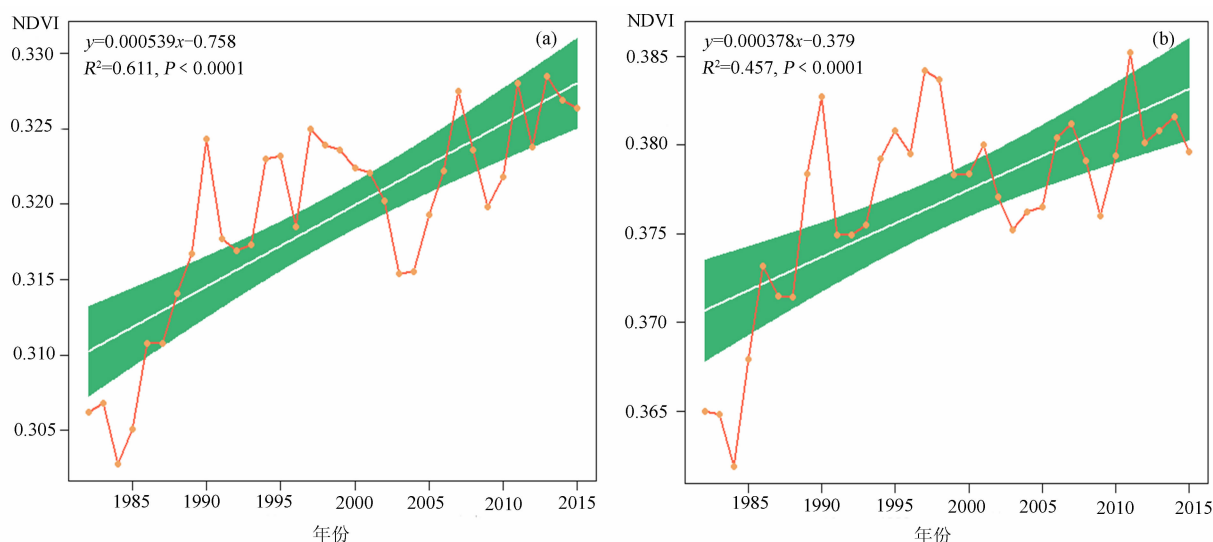 NDVI
y=0.000539x−0.758
(a)
R²=0.611, P < 0.0001
0.330
0.325
0.320
0.315
0.310
0.305
1985
1990
1995
2000
2005
2010
2015
年份
NDVI
y=0.000378x−0.379
(b)
R²=0.457, P < 0.0001
0.385
0.380
0.375
0.370
0.365
1985
1990
1995
2000
2005
2010
2015
年份